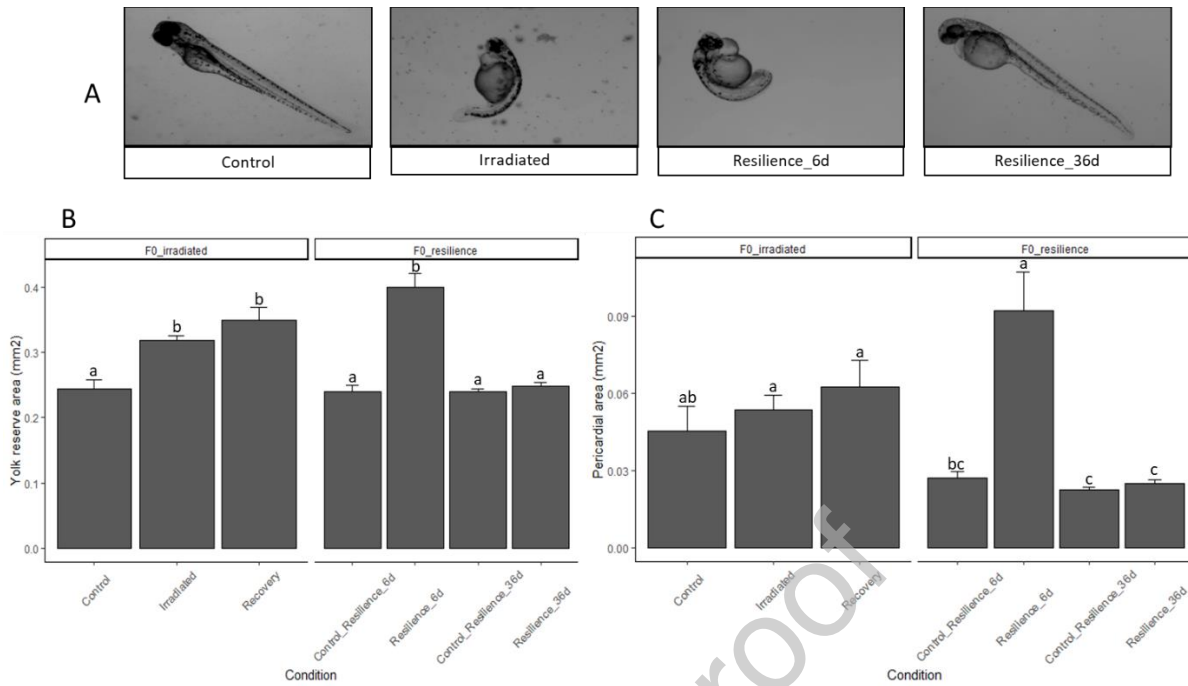 A
Control
Irradiated
Resilience_6d
Resilience_36d
B
F0_irradiated
F0_resilience
Yolk reserve area (mm2)
0.4
0.3
0.2
0.1
0.0
a
b
b
a
b
a
a
Control
Irradiated
Recovery
Control_Resilience_6d
Resilience_6d
Control_Resilience_36d
Resilience_36d
Condition
C
F0_irradiated
F0_resilience
Pericardial area (mm2)
0.09
0.06
0.03
0.00
ab
a
a
bc
a
c
c
Control
Irradiated
Recovery
Control_Resilience_6d
Resilience_6d
Control_Resilience_36d
Resilience_36d
Condition
roof